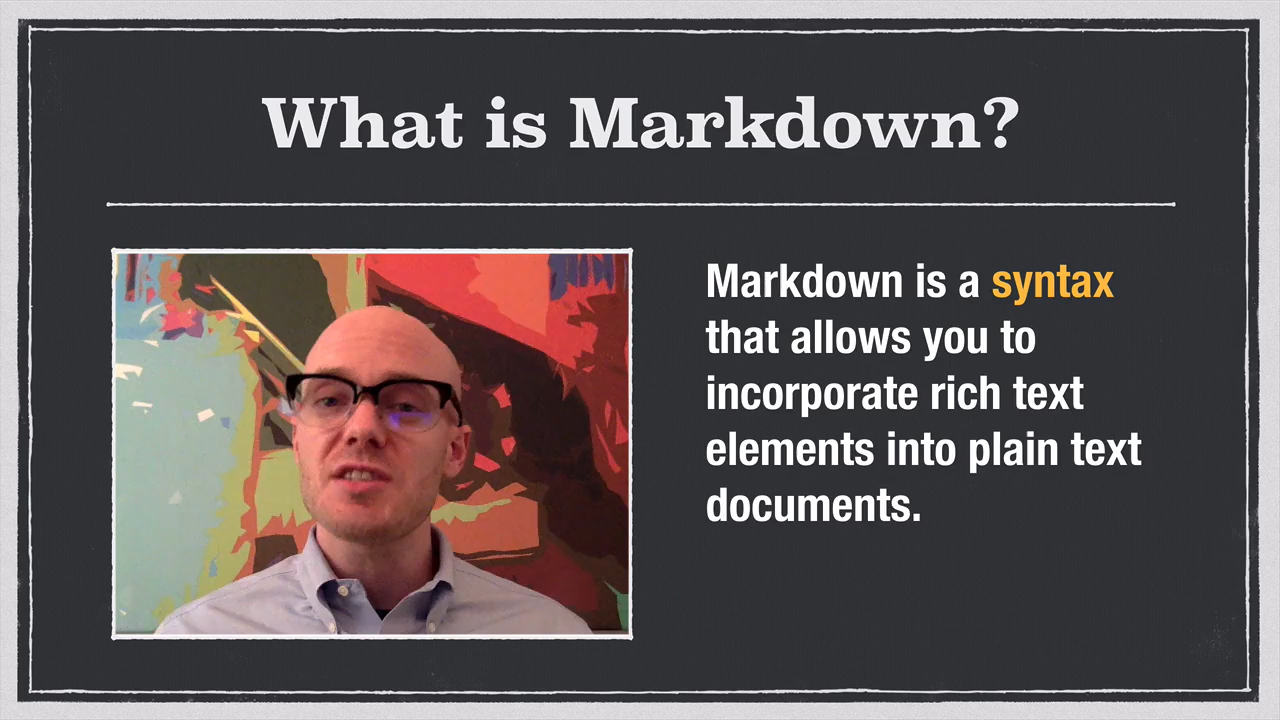 What is Markdown?
Markdown is a syntax
that allows you to
incorporate rich text
elements into plain text
documents.